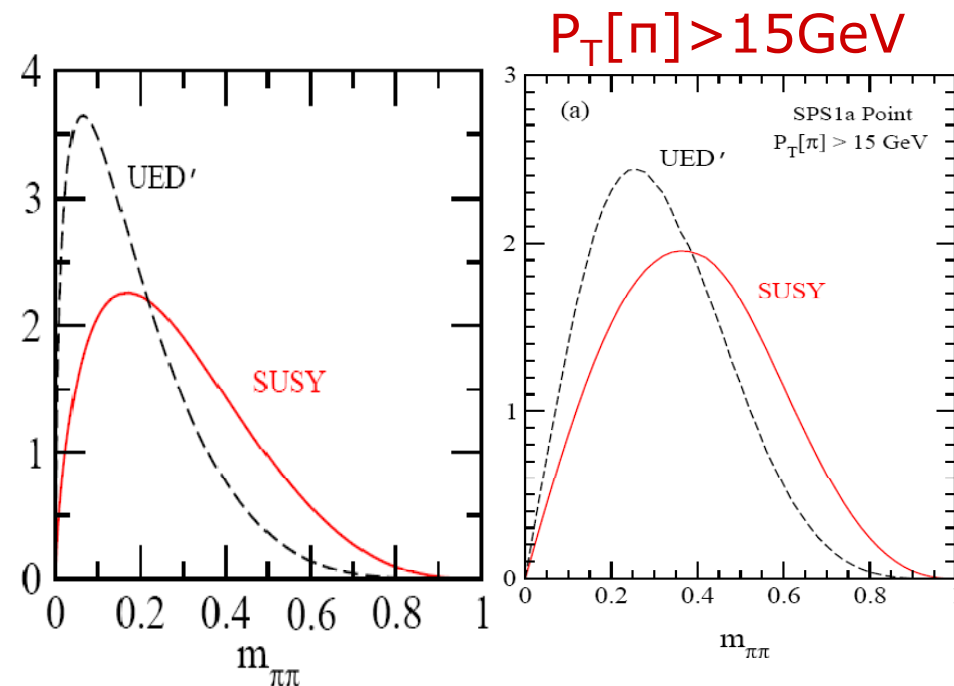 P_T[π]>15GeV
4
3
2
1
0
UED′
SUSY
0 0.2 0.4 0.6 0.8 1
m_ππ
3
2
1
0
(a)
SPS1a Point
P_T[π] > 15 GeV
UED′
SUSY
0 0.2 0.4 0.6 0.8
m_ππ